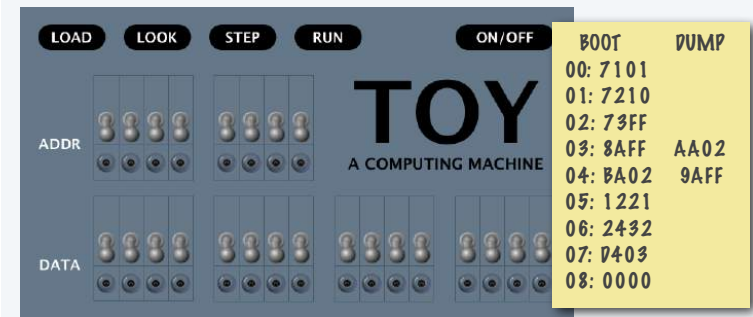 LOAD LOOK STEP RUN ON/OFF
ADDR
TOY
A COMPUTING MACHINE
DATA
BOOT DUMP
00: 7101
01: 7210
02: 73FF
03: 8AFF AA02
04: BA02 9AFF
05: 1221
06: 2432
07: D403
08: 0000